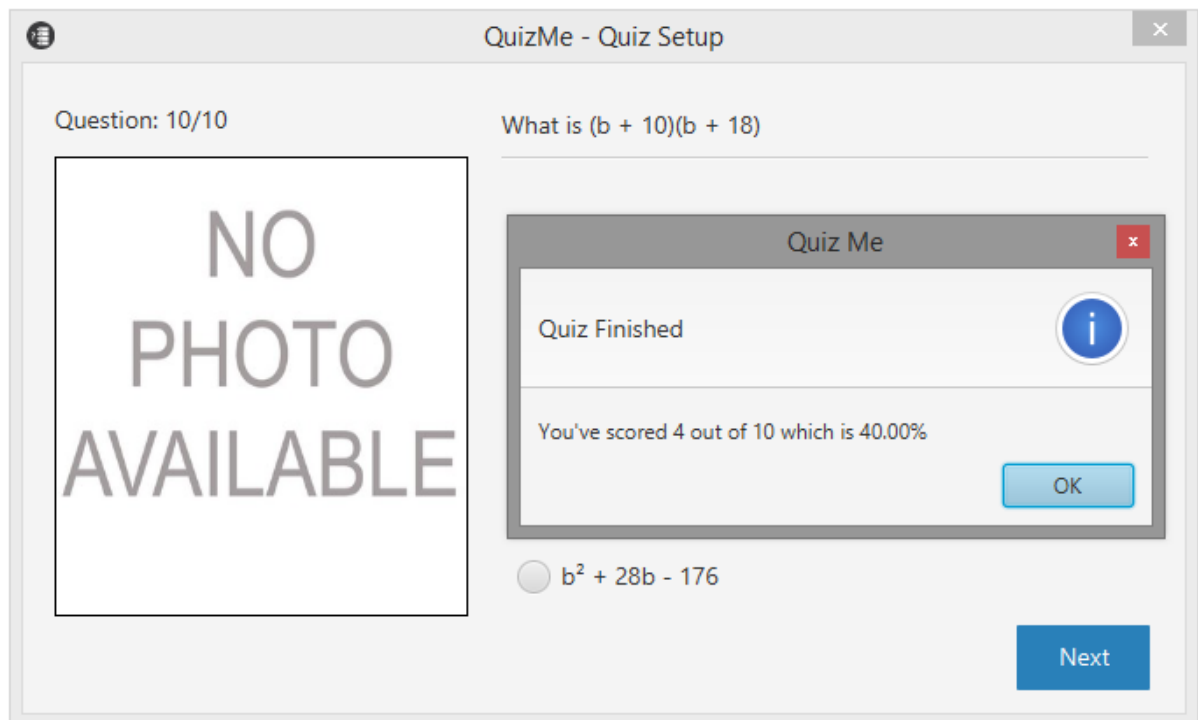 QuizMe - Quiz Setup
Question: 10/10
NO
PHOTO
AVAILABLE
What is (b + 10)(b + 18)
Quiz Me
Quiz Finished
You've scored 4 out of 10 which is 40.00%
OK
b² + 28b - 176
Next